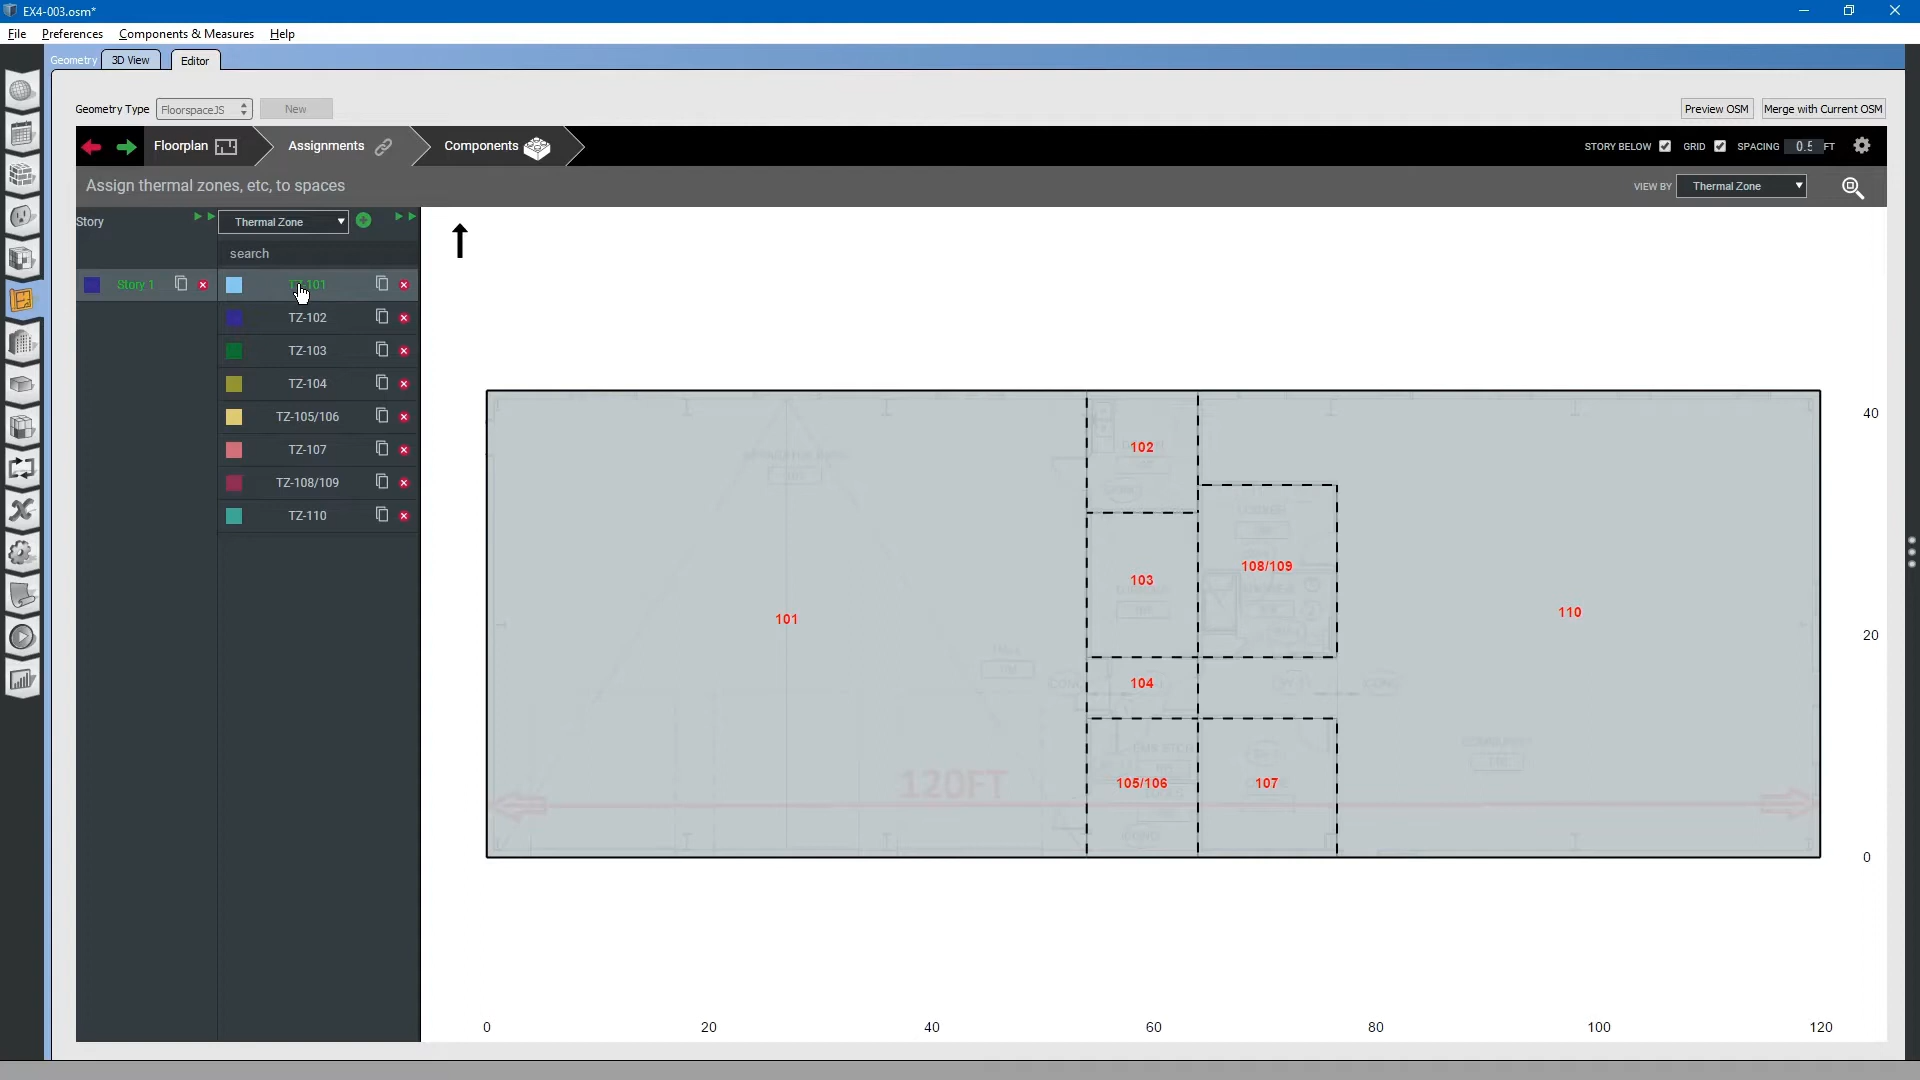 EX4-003.osm*
File Preferences Components & Measures Help
Geometry 3D View Editor
Geometry Type FloorspaceJS New Preview OSM Merge with Current OSM
Floorplan Assignments Components STORY BELOW GRID SPACING 0.5 FT
Assign thermal zones, etc, to spaces VIEW BY Thermal Zone
Story Thermal Zone
search
Story 1 TZ-101
TZ-102
TZ-103
TZ-104
TZ-105/106
TZ-107
TZ-108/109
TZ-110
40
102
108/109
103
110
101
20
104
EMS STOR
105/106 107
120FT
0
0 20 40 60 80 100 120